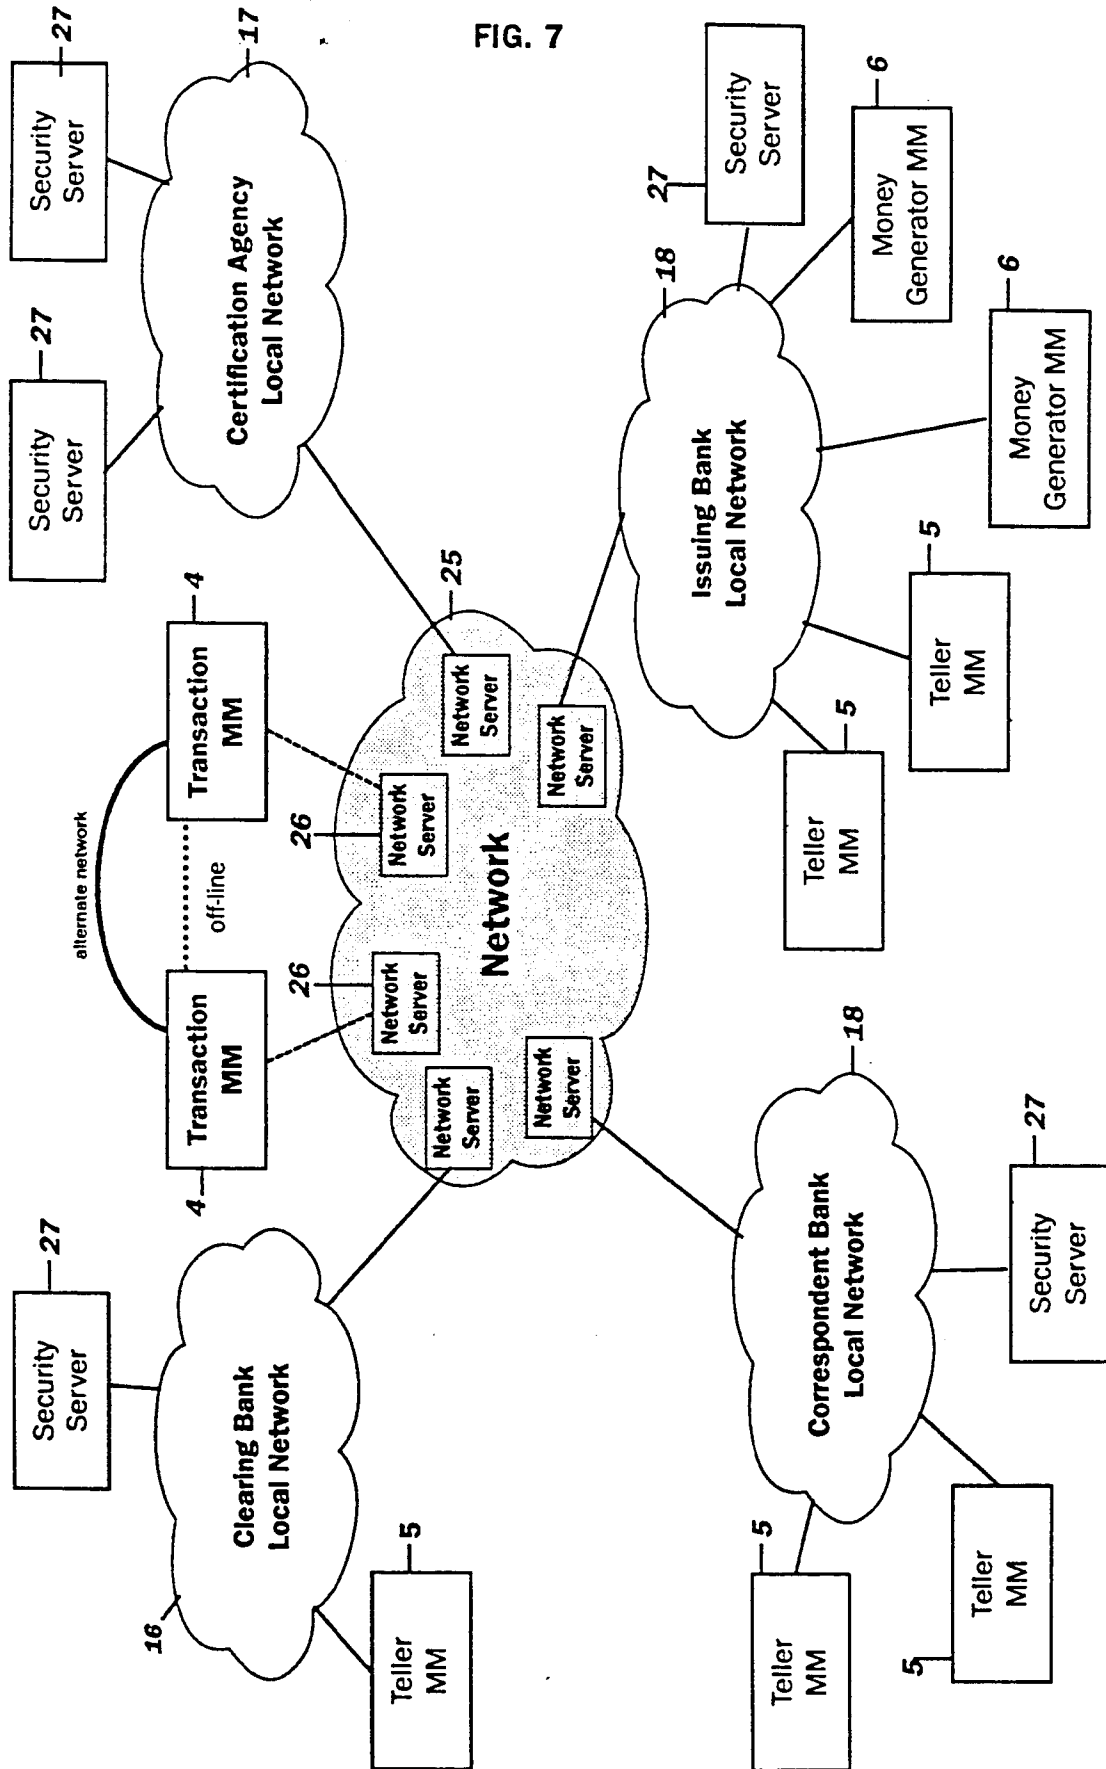 FIG. 7
Security
Server
27
Security
Server
27
17
Certification Agency
Local Network
Transaction
MM
4
Transaction
MM
4
alternate network
off-line
Security
Server
27
Clearing Bank
Local Network
16
Teller
MM
5
25
Network
Network
Server
Network
Server
26
Network
Server
26
Network
Server
Network
Server
Network
Server
18
Issuing Bank
Local Network
Security
Server
27
Money
Generator MM
6
Money
Generator MM
6
Teller
MM
5
Teller
MM
5
18
Correspondent Bank
Local Network
Security
Server
27
Teller
MM
5
Teller
MM
5